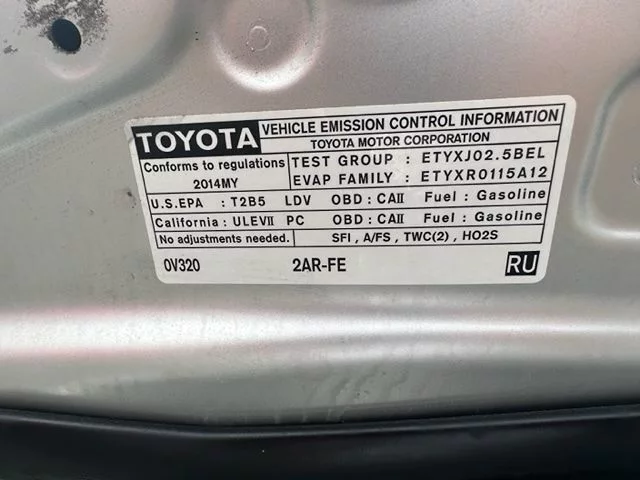 TOYOTA VEHICLE EMISSION CONTROL INFORMATION
TOYOTA MOTOR CORPORATION
Conforms to regulations
2014MY
TEST GROUP : ETYXJ02.5BEL
EVAP FAMILY : ETYXR0115A12
U.S.EPA : T2B5 LDV OBD : CAII Fuel : Gasoline
California : ULEVII PC OBD : CAII Fuel : Gasoline
No adjustments needed. SFI , A/FS , TWC(2) , HO2S
0V320 2AR-FE RU